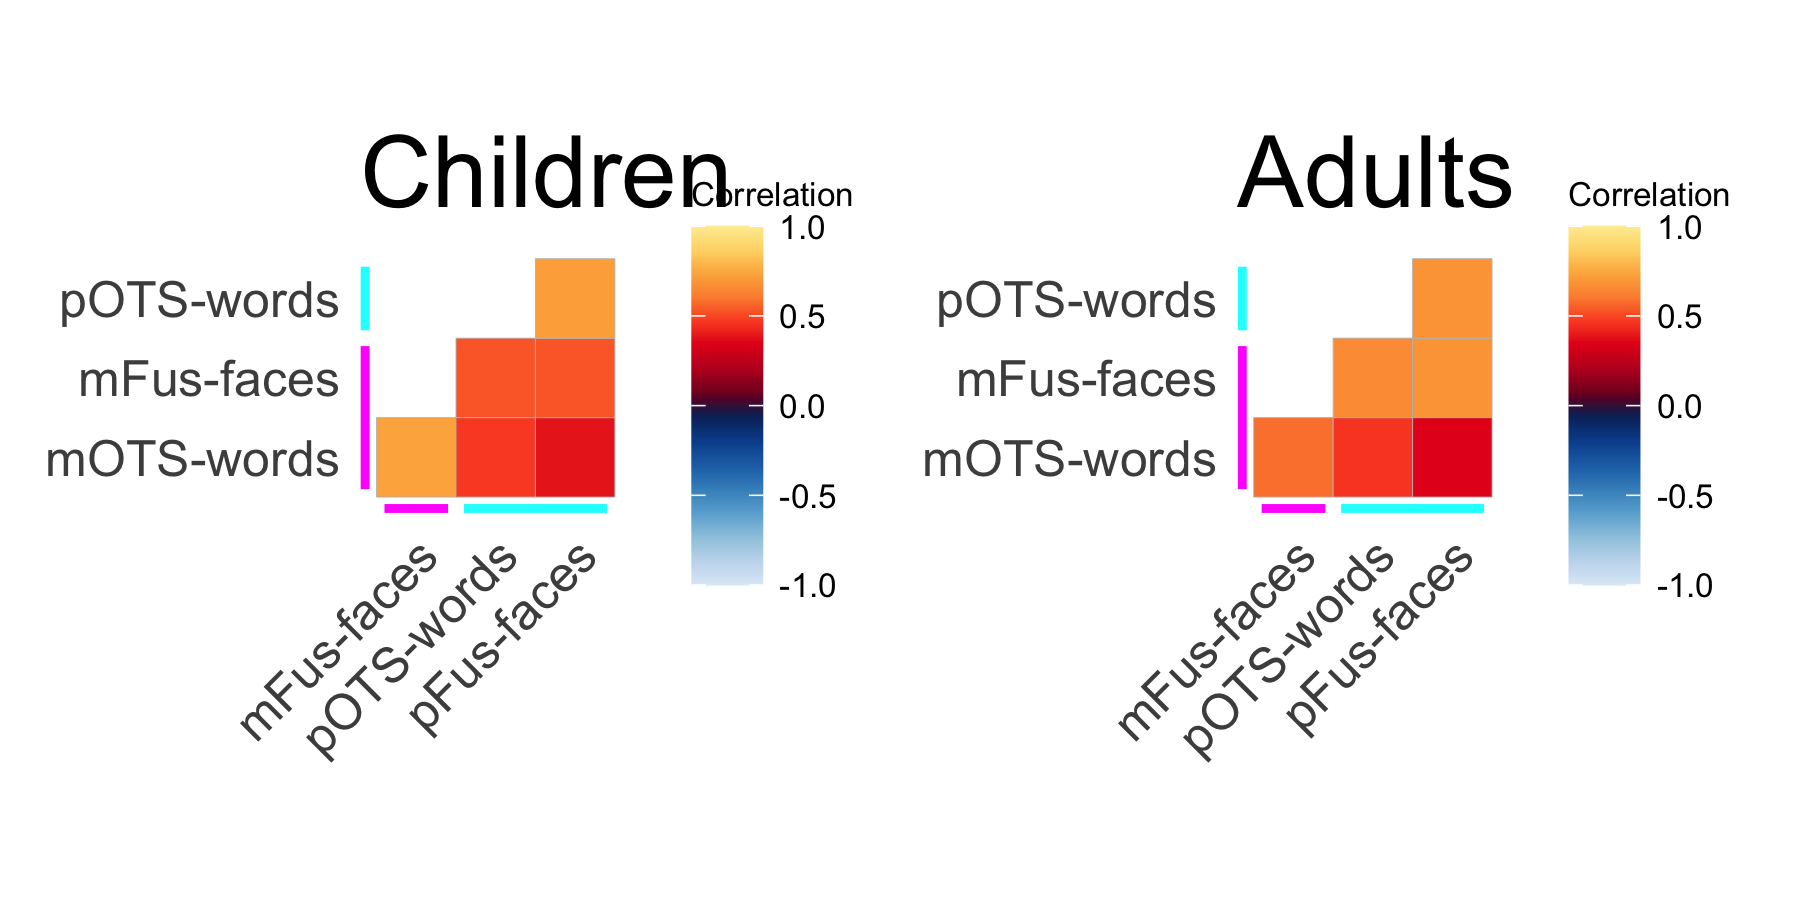 Children
Correlation
1.0
0.5
0.0
-0.5
-1.0
pOTS-words
mFus-faces
mOTS-words
mFus-faces
pOTS-words
pFus-faces
Adults
Correlation
1.0
0.5
0.0
-0.5
-1.0
pOTS-words
mFus-faces
mOTS-words
mFus-faces
pOTS-words
pFus-faces